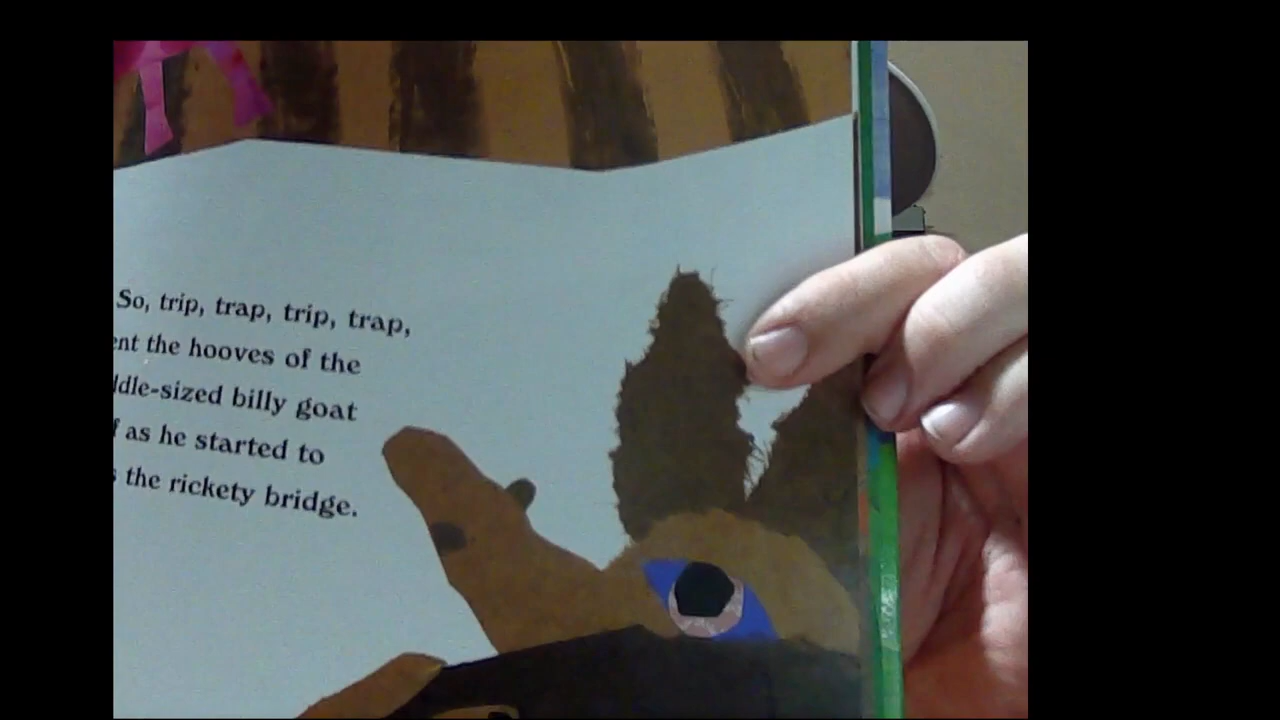 So, trip, trap, trip, trap,
ent the hooves of the
ddle-sized billy goat
f as he started to
s the rickety bridge.